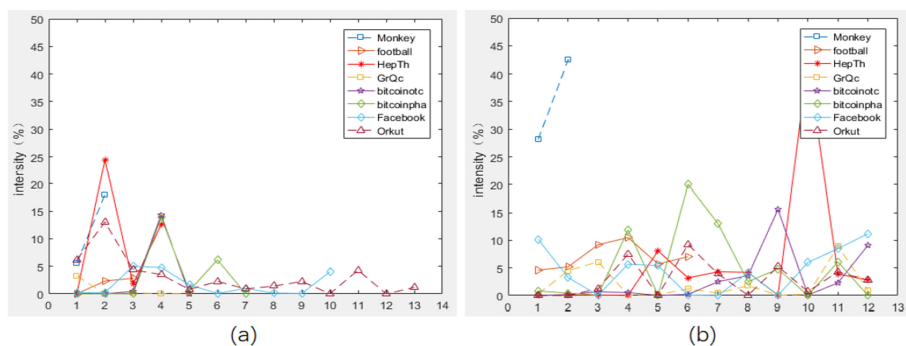 50
45
40
35
30
25
20
15
10
5
0
intensity（%）
0 1 2 3 4 5 6 7 8 9 10 11 12 13 14
Monkey
football
HepTh
GrQc
bitcoinotc
bitcoinpha
Facebook
Orkut
(a)
50
45
40
35
30
25
20
15
10
5
0
intensity（%）
0 1 2 3 4 5 6 7 8 9 10 11 12 13
Monkey
football
HepTh
GrQc
bitcoinotc
bitcoinpha
Facebook
Orkut
(b)